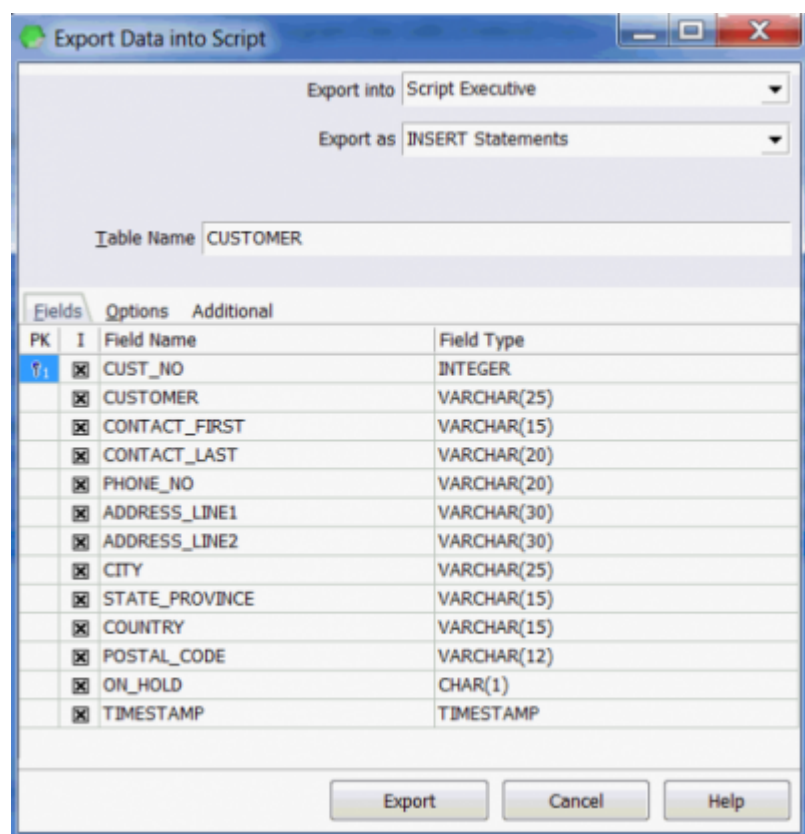 Export Data into Script
Export into Script Executive
Export as INSERT Statements
Table Name CUSTOMER
Fields Options Additional
PK I Field Name Field Type
1 CUST_NO INTEGER
CUSTOMER VARCHAR(25)
CONTACT_FIRST VARCHAR(15)
CONTACT_LAST VARCHAR(20)
PHONE_NO VARCHAR(20)
ADDRESS_LINE1 VARCHAR(30)
ADDRESS_LINE2 VARCHAR(30)
CITY VARCHAR(25)
STATE_PROVINCE VARCHAR(15)
COUNTRY VARCHAR(15)
POSTAL_CODE VARCHAR(12)
ON_HOLD CHAR(1)
TIMESTAMP TIMESTAMP
Export Cancel Help